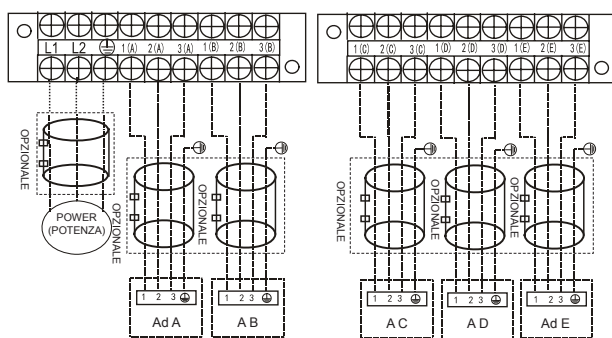 L1 L2 1(A) 2(A) 3(A) 1(B) 2(B) 3(B)
1(C) 2(C) 3(C) 1(D) 2(D) 3(D) 1(E) 2(E) 3(E)
OPZIONALE
POWER
(POTENZA)
OPZIONALE
OPZIONALE
OPZIONALE
OPZIONALE
OPZIONALE
1 2 3
Ad A
1 2 3
A B
1 2 3
A C
1 2 3
A D
1 2 3
Ad E